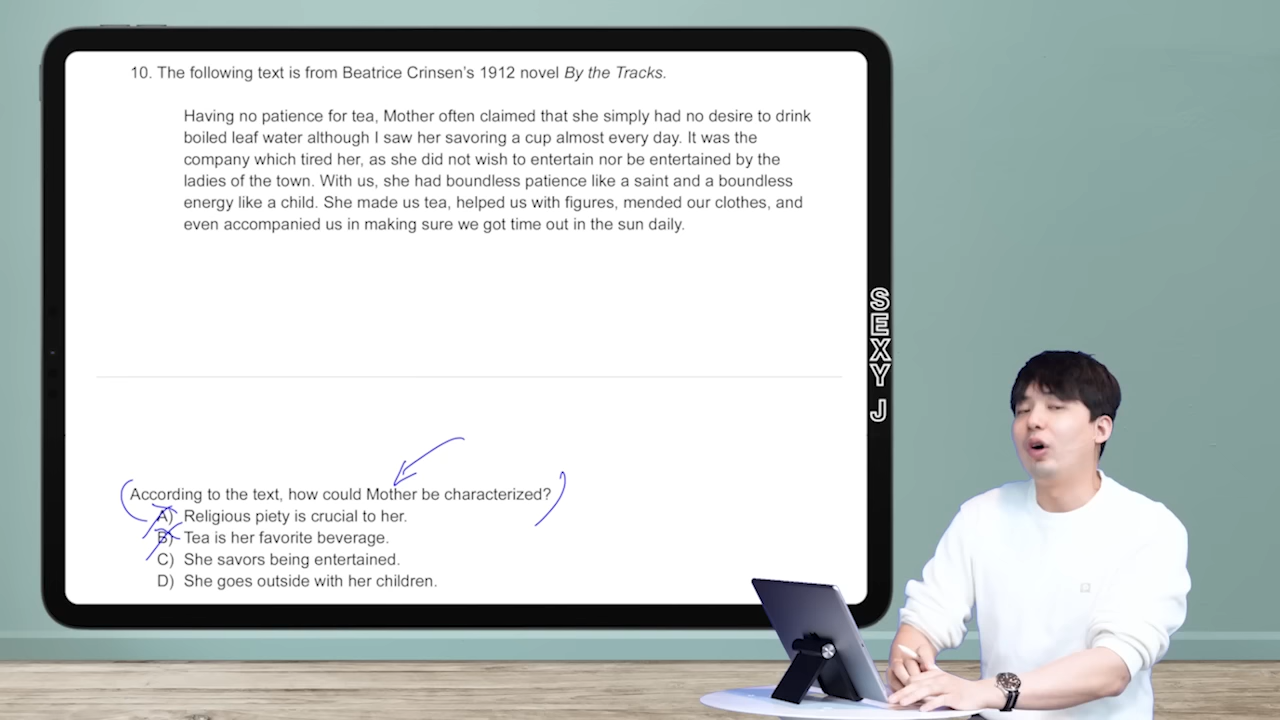 10. The following text is from Beatrice Crinsen's 1912 novel By the Tracks.
Having no patience for tea, Mother often claimed that she simply had no desire to drink
boiled leaf water although I saw her savoring a cup almost every day. It was the
company which tired her, as she did not wish to entertain nor be entertained by the
ladies of the town. With us, she had boundless patience like a saint and a boundless
energy like a child. She made us tea, helped us with figures, mended our clothes, and
even accompanied us in making sure we got time out in the sun daily.
According to the text, how could Mother be characterized?
A) Religious piety is crucial to her.
B) Tea is her favorite beverage.
C) She savors being entertained.
D) She goes outside with her children.
SEXY J